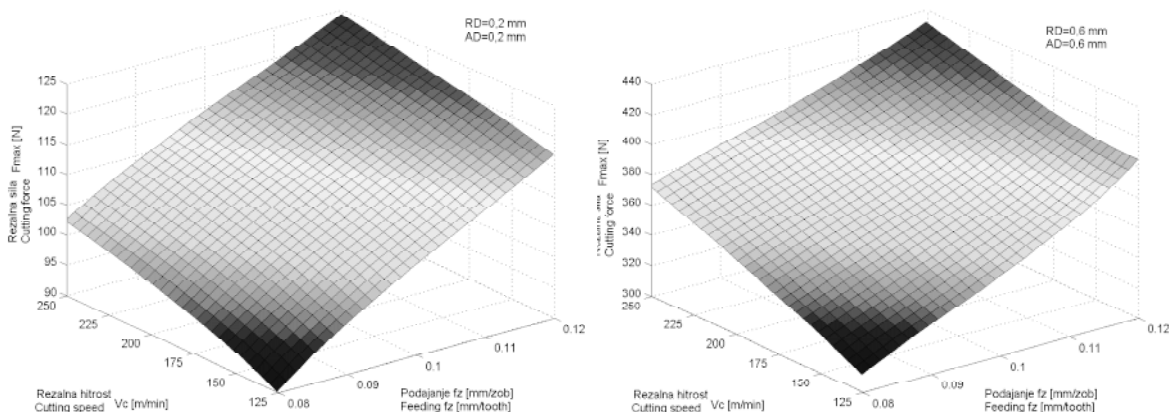 RD=0,2 mm
AD=0,2 mm
125
120
115
110
105
100
95
90
Rezalna sila Fmax [N]
Cutting force
250
225
200
175
150
125
Rezalna hitrost
Cutting speed Vc [m/min]
0.08
0.09
0.1
0.11
0.12
Podajanje fz [mm/zob]
Feeding fz [mm/tooth]
RD=0,6 mm
AD=0,6 mm
440
420
400
380
360
340
320
300
Fmax [N]
Cutting force
250
225
200
175
150
125
Rezalna hitrost
Cutting speed Vc [m/min]
0.08
0.09
0.1
0.11
0.12
Podajanje fz [mm/zob]
Feeding fz [mm/tooth]